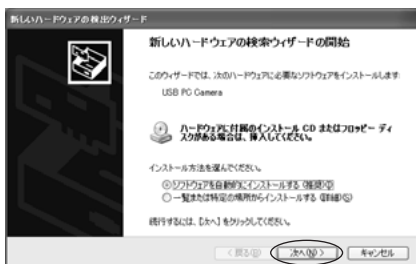 新しいハードウェアの検出ウィザード
新しいハードウェアの検索ウィザードの開始
このウィザードでは、次のハードウェアに必要なソフトウェアをインストールします:
USB PC Camera
ハードウェアに付属のインストール CD またはフロッピー ディ
スクがある場合は、挿入してください。
インストール方法を選んでください。
ソフトウェアを自動的にインストールする (推奨)(I)
一覧または特定の場所からインストールする (詳細)(S)
続行するには、[次へ] をクリックしてください。
< 戻る(B) 次へ(N) > キャンセル